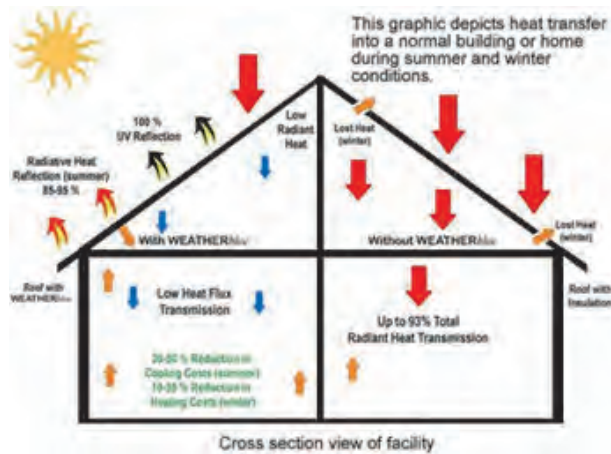 This graphic depicts heat transfer
into a normal building or home
during summer and winter
conditions.
100 %
UV Reflection
Low
Radiant
Heat
Lost Heat
(winter)
Radiative Heat
Reflection (summer)
85-95 %
Lost Heat
(winter)
With WEATHER
Without WEATHER
Roof with
WEATHER
Roof with
Insulation
Low Heat Flux
Transmission
Up to 93% Total
Radiant Heat Transmission
% Reduction in
Cooling Costs (summer)
% Reduction in
Heating Costs (winter)
Cross section view of facility